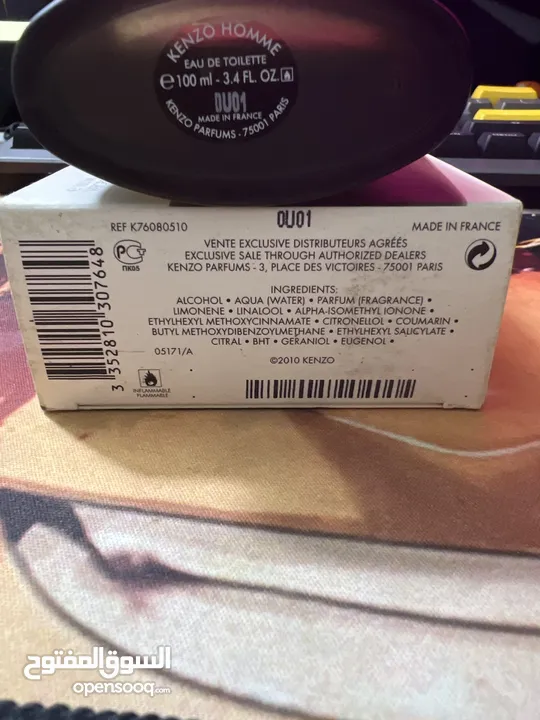 KENZO HOMME
EAU DE TOILETTE
e 100 ml - 3.4 FL. OZ.
0U01
MADE IN FRANCE
KENZO PARFUMS - 75001 PARIS
REF K76080510
0U01
MADE IN FRANCE
VENTE EXCLUSIVE DISTRIBUTEURS AGRÉÉS
EXCLUSIVE SALE THROUGH AUTHORIZED DEALERS
KENZO PARFUMS - 3, PLACE DES VICTOIRES - 75001 PARIS
INGREDIENTS:
ALCOHOL • AQUA (WATER) • PARFUM (FRAGRANCE) •
LIMONENE • LINALOOL • ALPHA-ISOMETHYL IONONE •
ETHYLHEXYL METHOXYCINNAMATE • CITRONELLOL • COUMARIN •
BUTYL METHOXYDIBENZOYLMETHANE • ETHYLHEXYL SALICYLATE •
CITRAL • BHT • GERANIOL • EUGENOL •
05171/A
©2010 KENZO
3 352810 307648
ПК05
INFLAMMABLE
FLAMMABLE
السوق المفتوح
opensooq.com